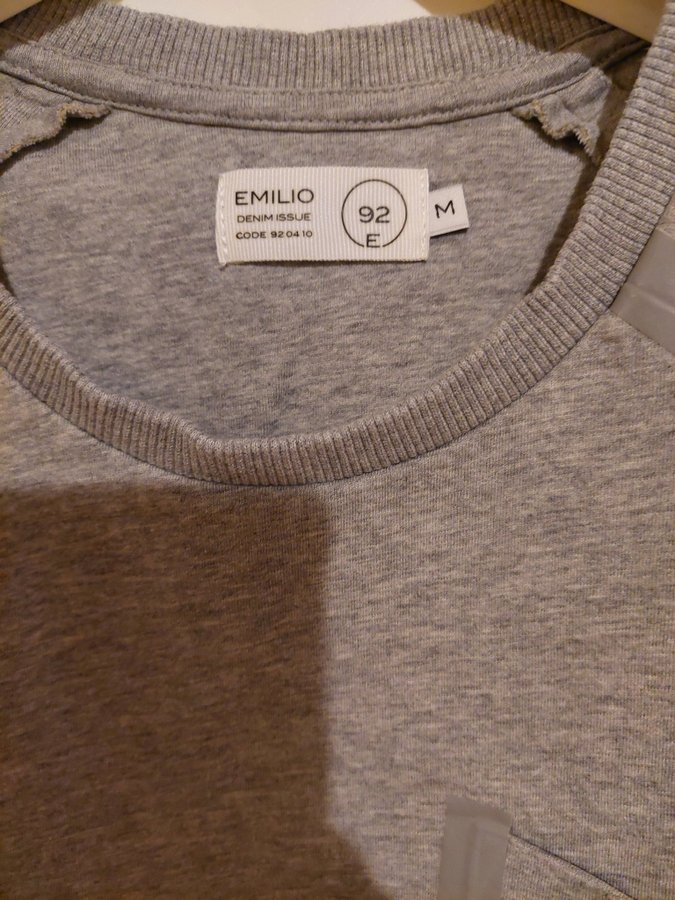 EMILIO
DENIM ISSUE
CODE 92 04 10
92
E
M